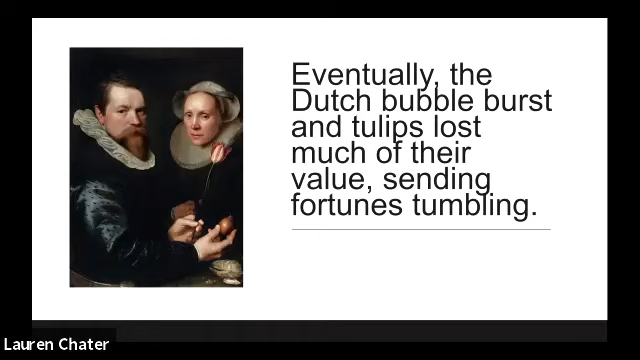 Eventually, the
Dutch bubble burst
and tulips lost
much of their
value, sending
fortunes tumbling.
Lauren Chater